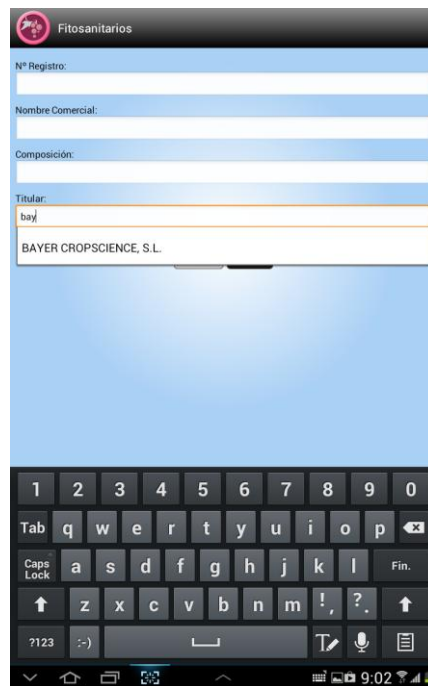 Fitosanitarios
Nº Registro:
Nombre Comercial:
Composición:
Titular:
bay
BAYER CROPSCIENCE, S.L.
1 2 3 4 5 6 7 8 9 0
Tab q w e r t y u i o p
Caps Lock a s d f g h j k l Fin.
z x c v b n m !, ?.
?123 :-) T
9:02